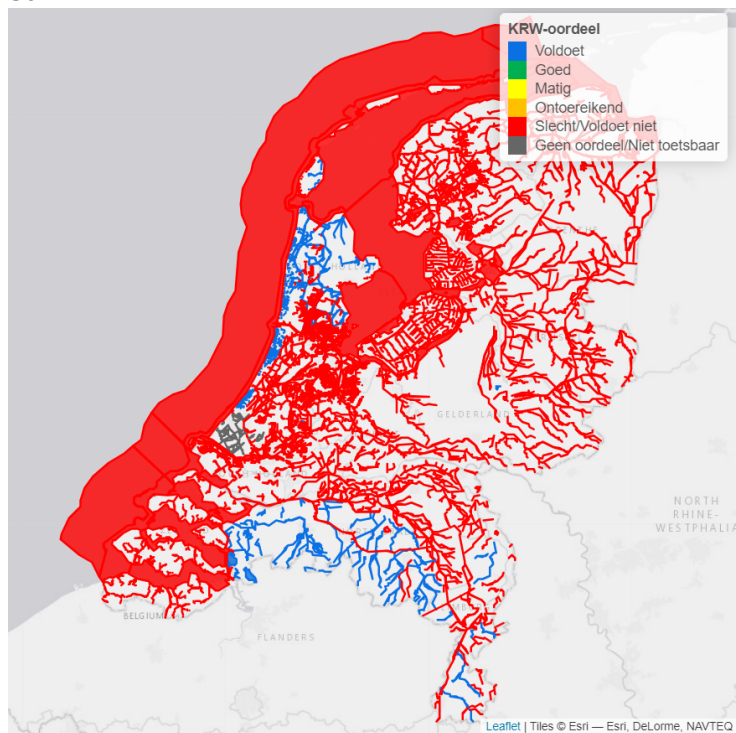 KRW-oordeel
Voldoet
Goed
Matig
Ontoereikend
Slecht/Voldoet niet
Geen oordeel/Niet toetsbaar
GELDERLAND
NORTH
RHINE-
WESTPHALIA
BELGIUM
FLANDERS
Leaflet | Tiles © Esri — Esri, DeLorme, NAVTEQ